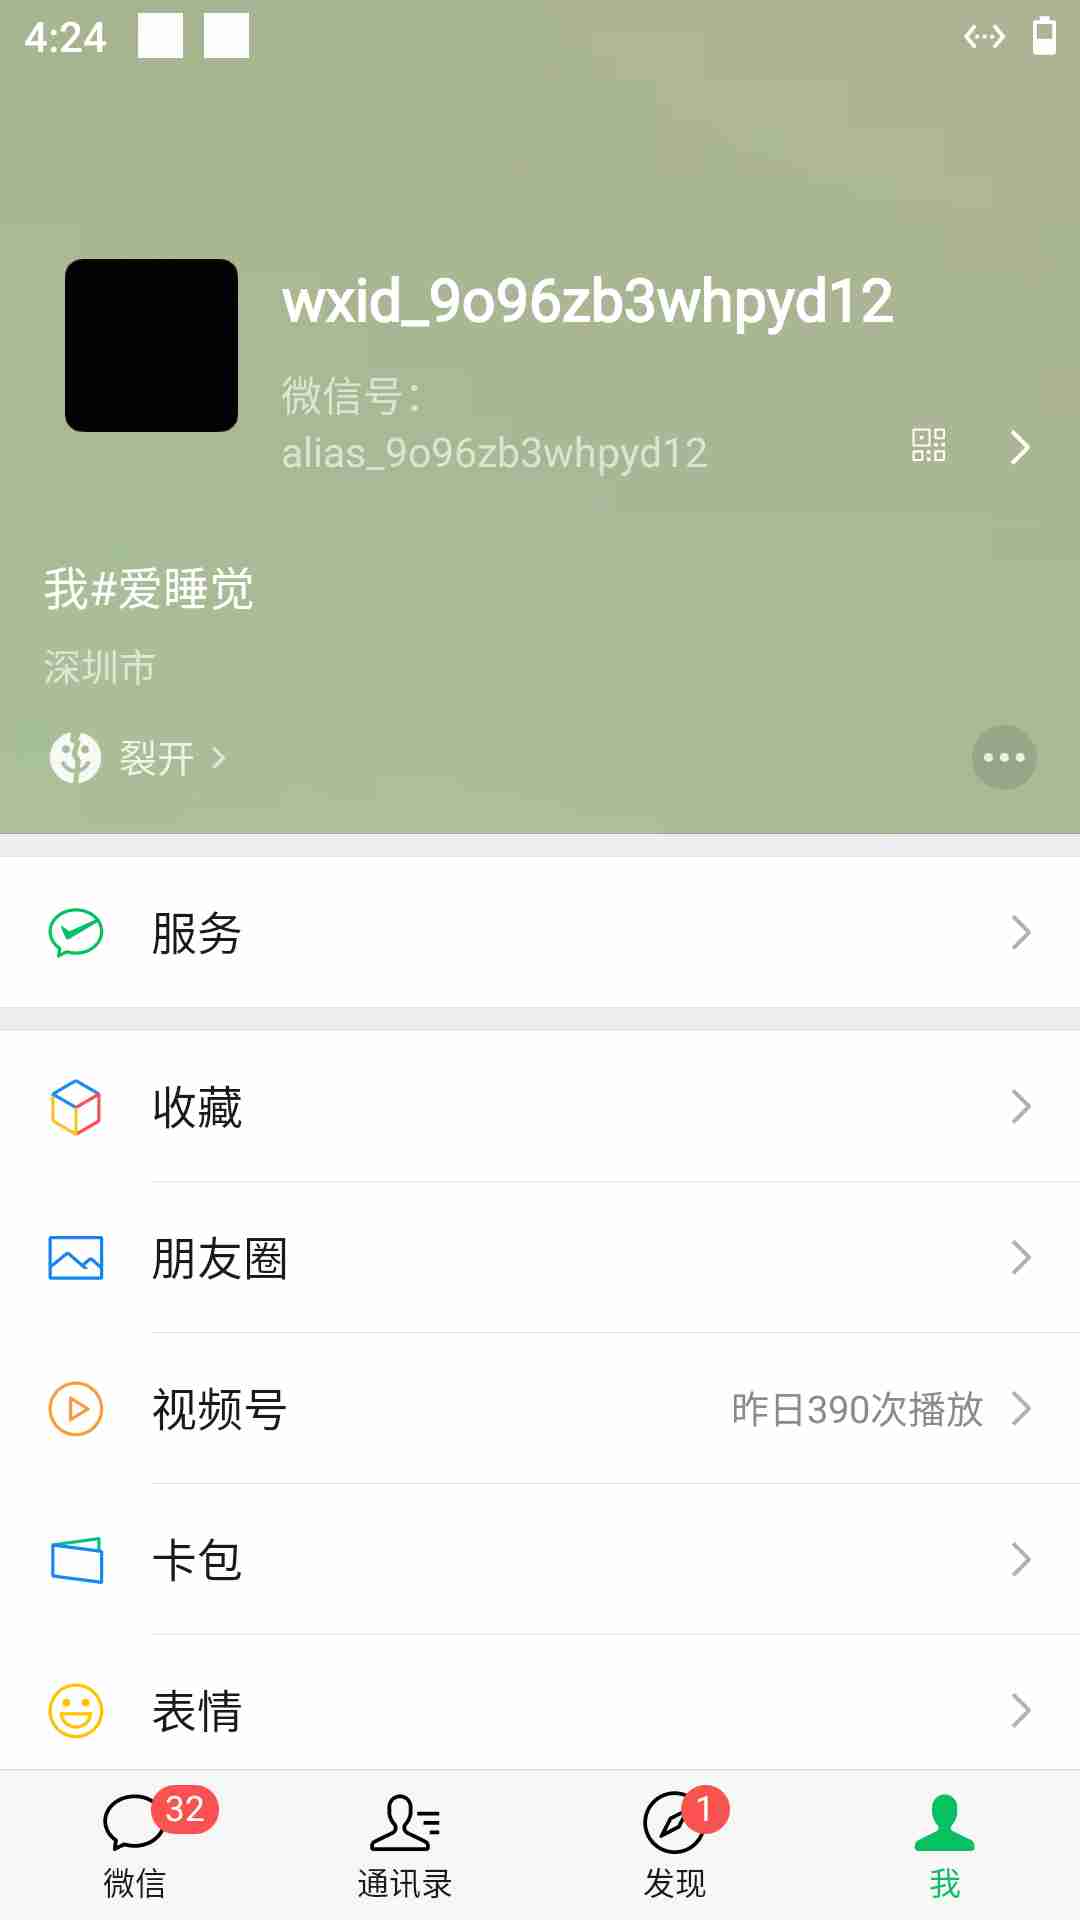 4:24
wxid_9o96zb3whpyd12
微信号：
alias_9o96zb3whpyd12
我#爱睡觉
深圳市
裂开
服务
收藏
朋友圈
视频号 昨日390次播放
卡包
表情
32 1
微信 通讯录 发现 我